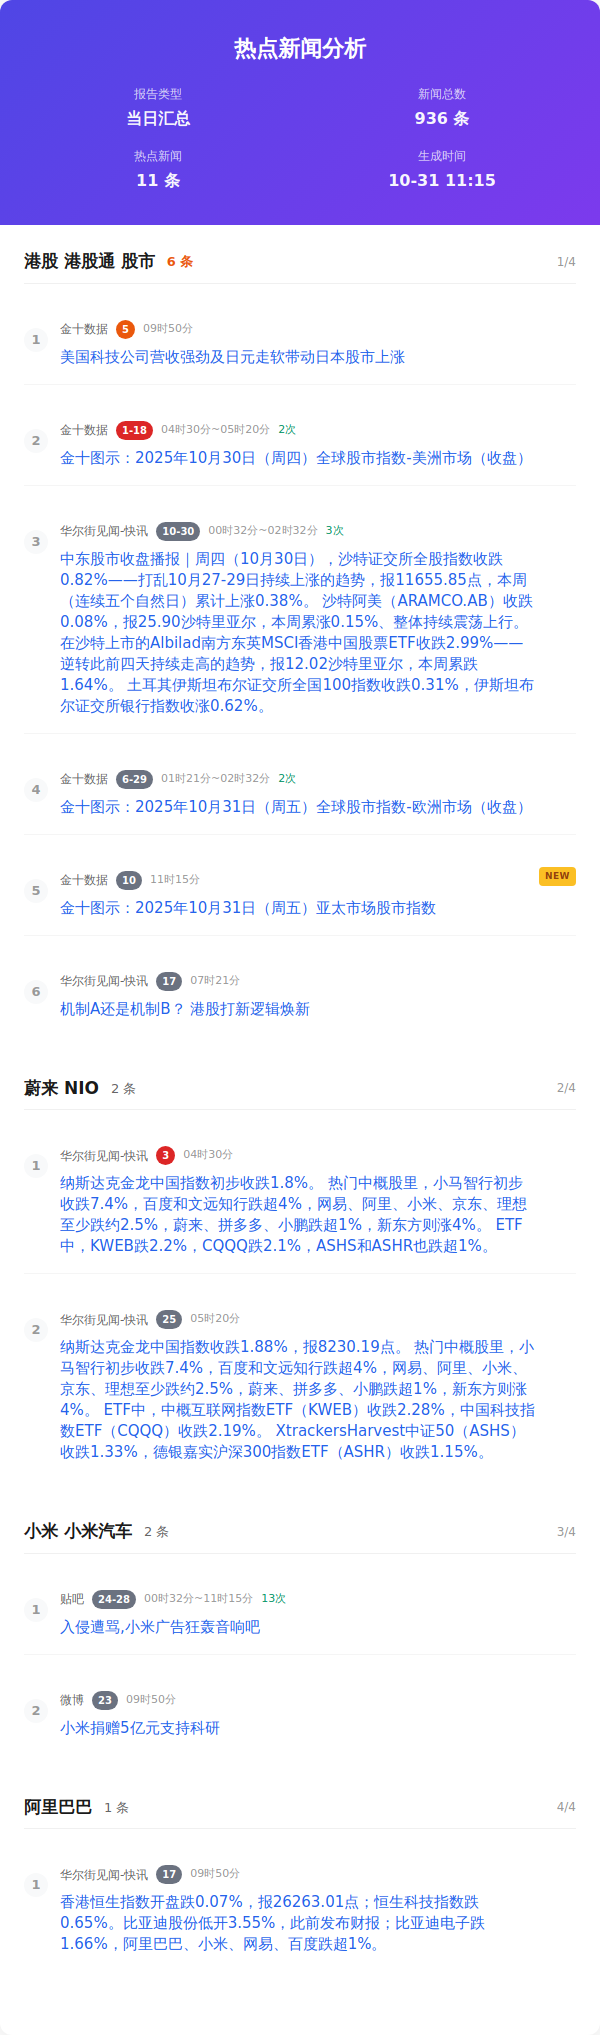 热点新闻分析
报告类型
当日汇总
新闻总数
936 条
热点新闻
11 条
生成时间
10-31 11:15
港股 港股通 股市 6 条 1/4
1
金十数据 5 09时50分
美国科技公司营收强劲及日元走软带动日本股市上涨
2
金十数据 1-18 04时30分~05时20分 2次
金十图示：2025年10月30日（周四）全球股市指数-美洲市场（收盘）
3
华尔街见闻-快讯 10-30 00时32分~02时32分 3次
中东股市收盘播报｜周四（10月30日），沙特证交所全股指数收跌
0.82%——打乱10月27-29日持续上涨的趋势，报11655.85点，本周
（连续五个自然日）累计上涨0.38%。 沙特阿美（ARAMCO.AB）收跌
0.08%，报25.90沙特里亚尔，本周累涨0.15%、整体持续震荡上行。
在沙特上市的Albilad南方东英MSCI香港中国股票ETF收跌2.99%——
逆转此前四天持续走高的趋势，报12.02沙特里亚尔，本周累跌
1.64%。 土耳其伊斯坦布尔证交所全国100指数收跌0.31%，伊斯坦布
尔证交所银行指数收涨0.62%。
4
金十数据 6-29 01时21分~02时32分 2次
金十图示：2025年10月31日（周五）全球股市指数-欧洲市场（收盘）
5
金十数据 10 11时15分 NEW
金十图示：2025年10月31日（周五）亚太市场股市指数
6
华尔街见闻-快讯 17 07时21分
机制A还是机制B？ 港股打新逻辑焕新
蔚来 NIO 2 条 2/4
1
华尔街见闻-快讯 3 04时30分
纳斯达克金龙中国指数初步收跌1.8%。 热门中概股里，小马智行初步
收跌7.4%，百度和文远知行跌超4%，网易、阿里、小米、京东、理想
至少跌约2.5%，蔚来、拼多多、小鹏跌超1%，新东方则涨4%。 ETF
中，KWEB跌2.2%，CQQQ跌2.1%，ASHS和ASHR也跌超1%。
2
华尔街见闻-快讯 25 05时20分
纳斯达克金龙中国指数收跌1.88%，报8230.19点。 热门中概股里，小
马智行初步收跌7.4%，百度和文远知行跌超4%，网易、阿里、小米、
京东、理想至少跌约2.5%，蔚来、拼多多、小鹏跌超1%，新东方则涨
4%。 ETF中，中概互联网指数ETF（KWEB）收跌2.28%，中国科技指
数ETF（CQQQ）收跌2.19%。 XtrackersHarvest中证50（ASHS）
收跌1.33%，德银嘉实沪深300指数ETF（ASHR）收跌1.15%。
小米 小米汽车 2 条 3/4
1
贴吧 24-28 00时32分~11时15分 13次
入侵遭骂,小米广告狂轰音响吧
2
微博 23 09时50分
小米捐赠5亿元支持科研
阿里巴巴 1 条 4/4
1
华尔街见闻-快讯 17 09时50分
香港恒生指数开盘跌0.07%，报26263.01点；恒生科技指数跌
0.65%。比亚迪股份低开3.55%，此前发布财报；比亚迪电子跌
1.66%，阿里巴巴、小米、网易、百度跌超1%。